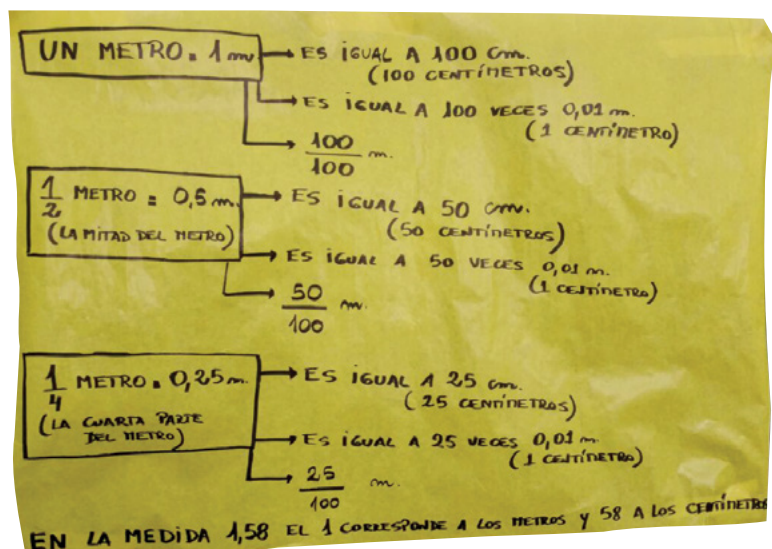 UN METRO = 1 m
ES IGUAL A 100 cm.
(100 CENTÍMETROS)
ES IGUAL A 100 VECES 0,01 m.
(1 CENTÍMETRO)
100
100 m.
1
2 METRO = 0,5 m.
(LA MITAD DEL METRO)
ES IGUAL A 50 cm.
(50 CENTÍMETROS)
ES IGUAL A 50 VECES 0,01 m.
(1 CENTÍMETRO)
50
100 m.
1
4 METRO = 0,25 m.
(LA CUARTA PARTE
DEL METRO)
ES IGUAL A 25 cm.
(25 CENTÍMETROS)
ES IGUAL A 25 VECES 0,01 m.
(1 CENTÍMETRO)
25
100 m.
EN LA MEDIDA 1,58 EL 1 CORRESPONDE A LOS METROS Y 58 A LOS CENTÍMETROS